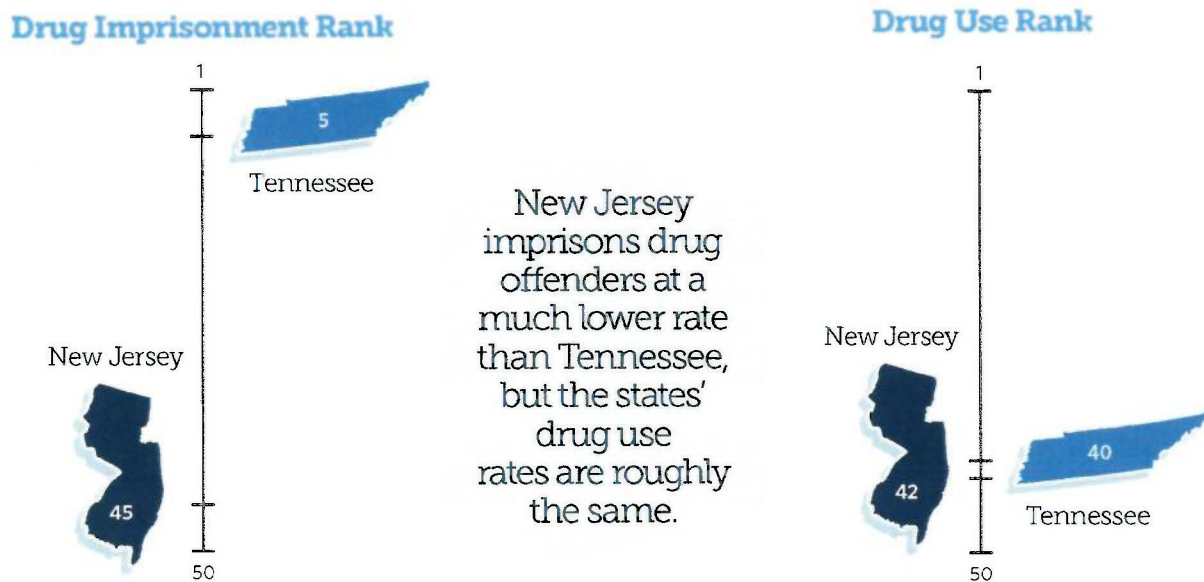 Drug Imprisonment Rank
1
5
Tennessee
New Jersey
45
50
New Jersey
imprisons drug
offenders at a
much lower rate
than Tennessee,
but the states'
drug use
rates are roughly
the same.
Drug Use Rank
1
New Jersey
42
40
Tennessee
50